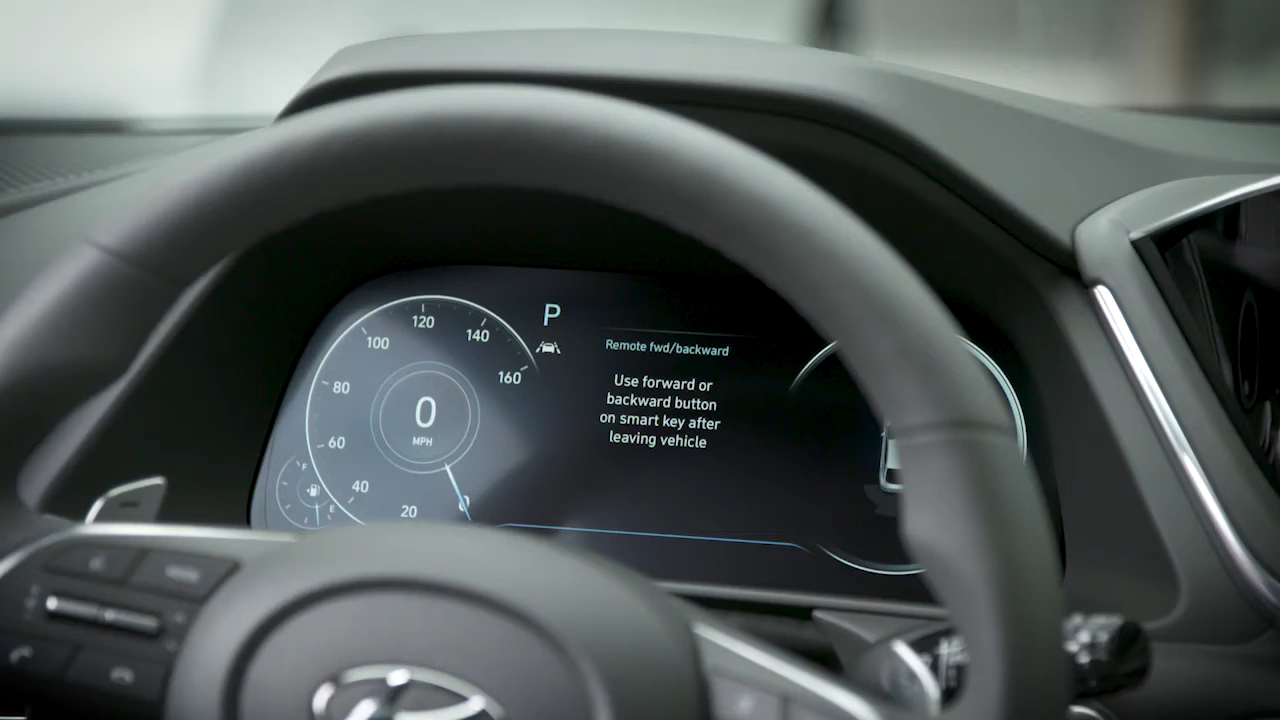 P
120
100
140
160
80
0
MPH
60
40
20
F
E
Remote fwd/backward
Use forward or
backward button
on smart key after
leaving vehicle